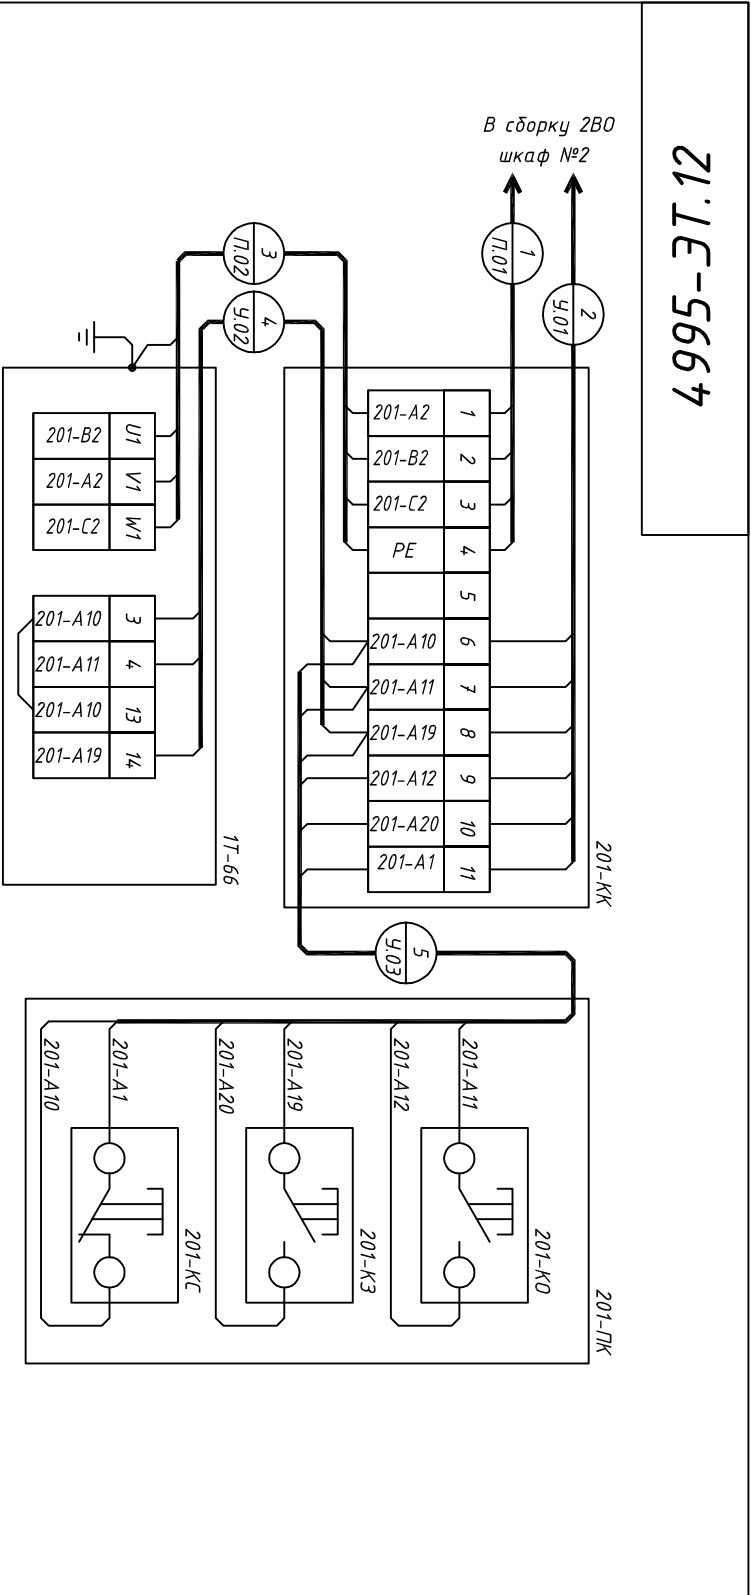 4995-ЭТ.12
В сборку 2ВО
шкаф №2
1
П.01
2
У.01
3
П.02
4
У.02
201-A2 1
201-B2 2
201-C2 3
PE 4
5
201-A10 6
201-A11 7
201-A19 8
201-A12 9
201-A20 10
201-A1 11
201-КК
201-B2 U1
201-A2 V1
201-C2 W1
201-A10 3
201-A11 4
201-A10 13
201-A19 14
1Т-66
5
У.03
201-A10
201-A1
201-A20
201-A19
201-A12
201-A11
201-КС
201-КЗ
201-КО
201-ПК